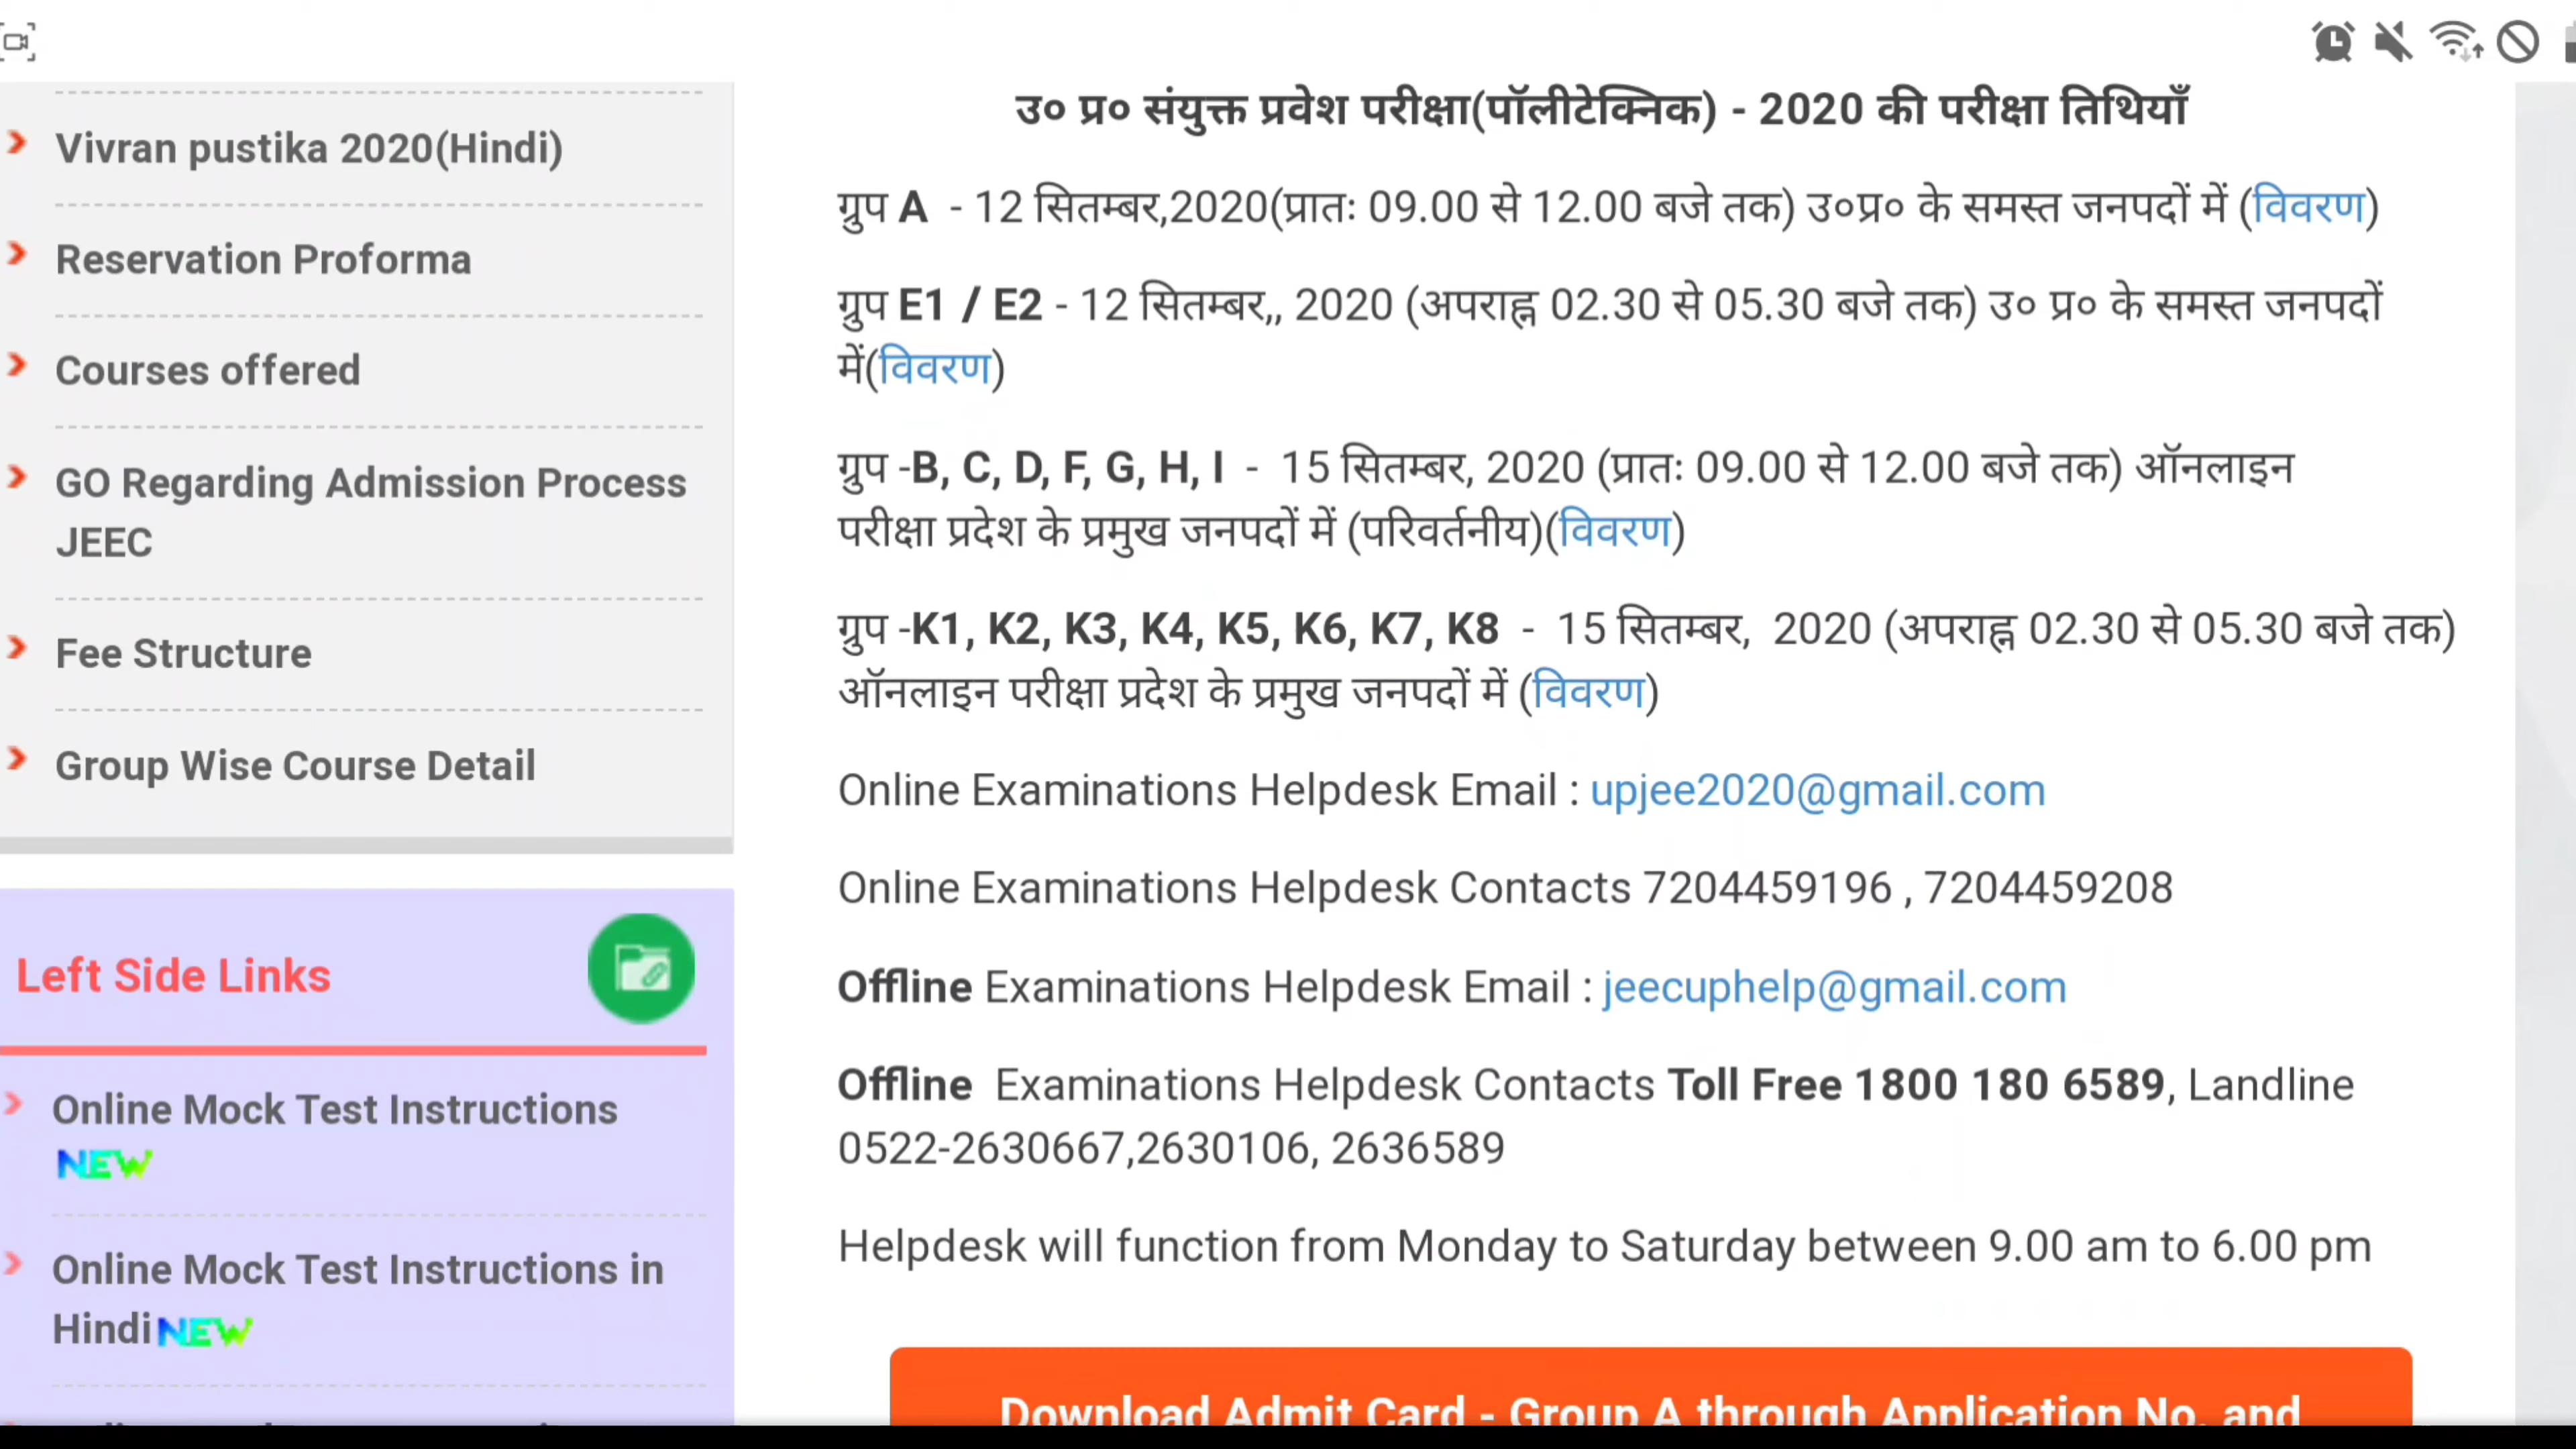 Vivran pustika 2020(Hindi)
Reservation Proforma
Courses offered
GO Regarding Admission Process
JEEC
Fee Structure
Group Wise Course Detail
Left Side Links
Online Mock Test Instructions
NEW
Online Mock Test Instructions in
Hindi NEW
उ० प्र० संयुक्त प्रवेश परीक्षा(पॉलीटेक्निक) - 2020 की परीक्षा तिथियाँ
ग्रुप A - 12 सितम्बर,2020(प्रातः 09.00 से 12.00 बजे तक) उ०प्र० के समस्त जनपदों में (विवरण)
ग्रुप E1 / E2 - 12 सितम्बर,, 2020 (अपराह्न 02.30 से 05.30 बजे तक) उ० प्र० के समस्त जनपदों
में(विवरण)
ग्रुप -B, C, D, F, G, H, I - 15 सितम्बर, 2020 (प्रातः 09.00 से 12.00 बजे तक) ऑनलाइन
परीक्षा प्रदेश के प्रमुख जनपदों में (परिवर्तनीय)(विवरण)
ग्रुप -K1, K2, K3, K4, K5, K6, K7, K8 - 15 सितम्बर, 2020 (अपराह्न 02.30 से 05.30 बजे तक)
ऑनलाइन परीक्षा प्रदेश के प्रमुख जनपदों में (विवरण)
Online Examinations Helpdesk Email : upjee2020@gmail.com
Online Examinations Helpdesk Contacts 7204459196 , 7204459208
Offline Examinations Helpdesk Email : jeecuphelp@gmail.com
Offline Examinations Helpdesk Contacts Toll Free 1800 180 6589, Landline
0522-2630667,2630106, 2636589
Helpdesk will function from Monday to Saturday between 9.00 am to 6.00 pm
Download Admit Card - Group A through Application No. and